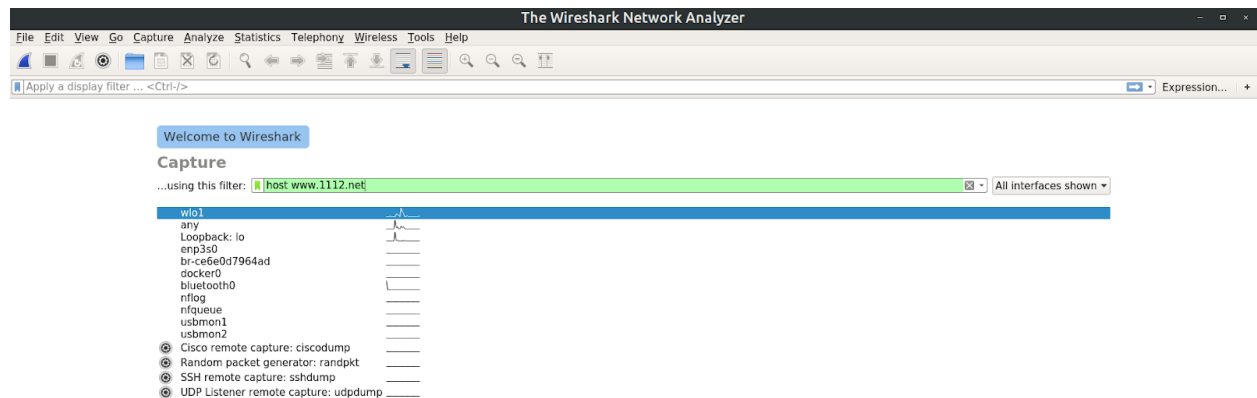 The Wireshark Network Analyzer
File Edit View Go Capture Analyze Statistics Telephony Wireless Tools Help
Apply a display filter ... <Ctrl-/> Expression... +
Welcome to Wireshark
Capture
...using this filter: host www.1112.net All interfaces shown
wlo1
any
Loopback: lo
enp3s0
br-ce6e0d7964ad
docker0
bluetooth0
nflog
nfqueue
usbmon1
usbmon2
Cisco remote capture: ciscodump
Random packet generator: randpkt
SSH remote capture: sshdump
UDP Listener remote capture: udpdump